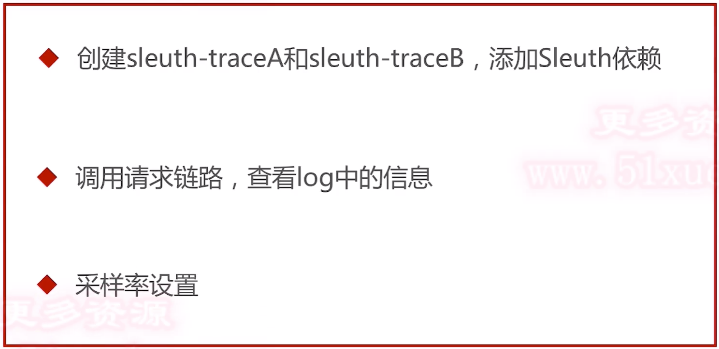 创建sleuth-traceA和sleuth-traceB，添加Sleuth依赖
更多资
www.51xue
调用请求链路，查看log中的信息
采样率设置
更多资源